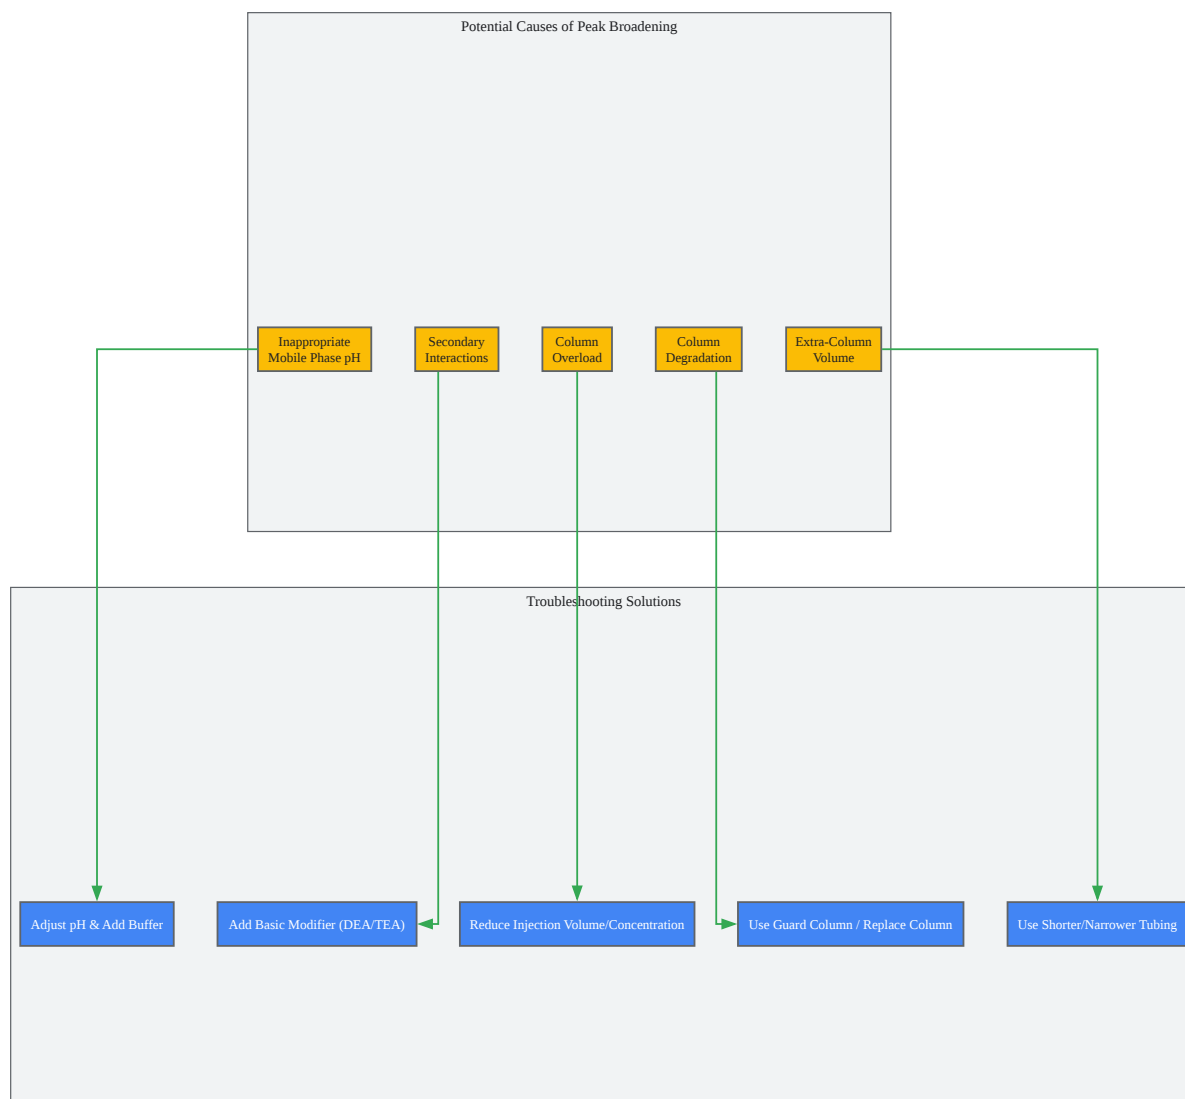 Potential Causes of Peak Broadening
Inappropriate
Mobile Phase pH
Secondary
Interactions
Column
Overload
Column
Degradation
Extra-Column
Volume
Troubleshooting Solutions
Adjust pH & Add Buffer
Add Basic Modifier (DEA/TEA)
Reduce Injection Volume/Concentration
Use Guard Column / Replace Column
Use Shorter/Narrower Tubing